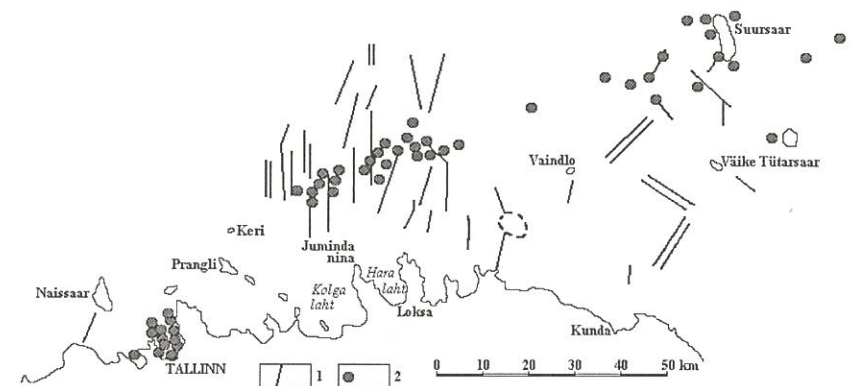 Suursaar
Vaindlo
Väike Tütarsaar
Keri
Juminda
nina
Prangli
Hara
laht
Naissaar
Kolga
laht
Loksa
Kunda
TALLINN
1
2
0 10 20 30 40 50 km